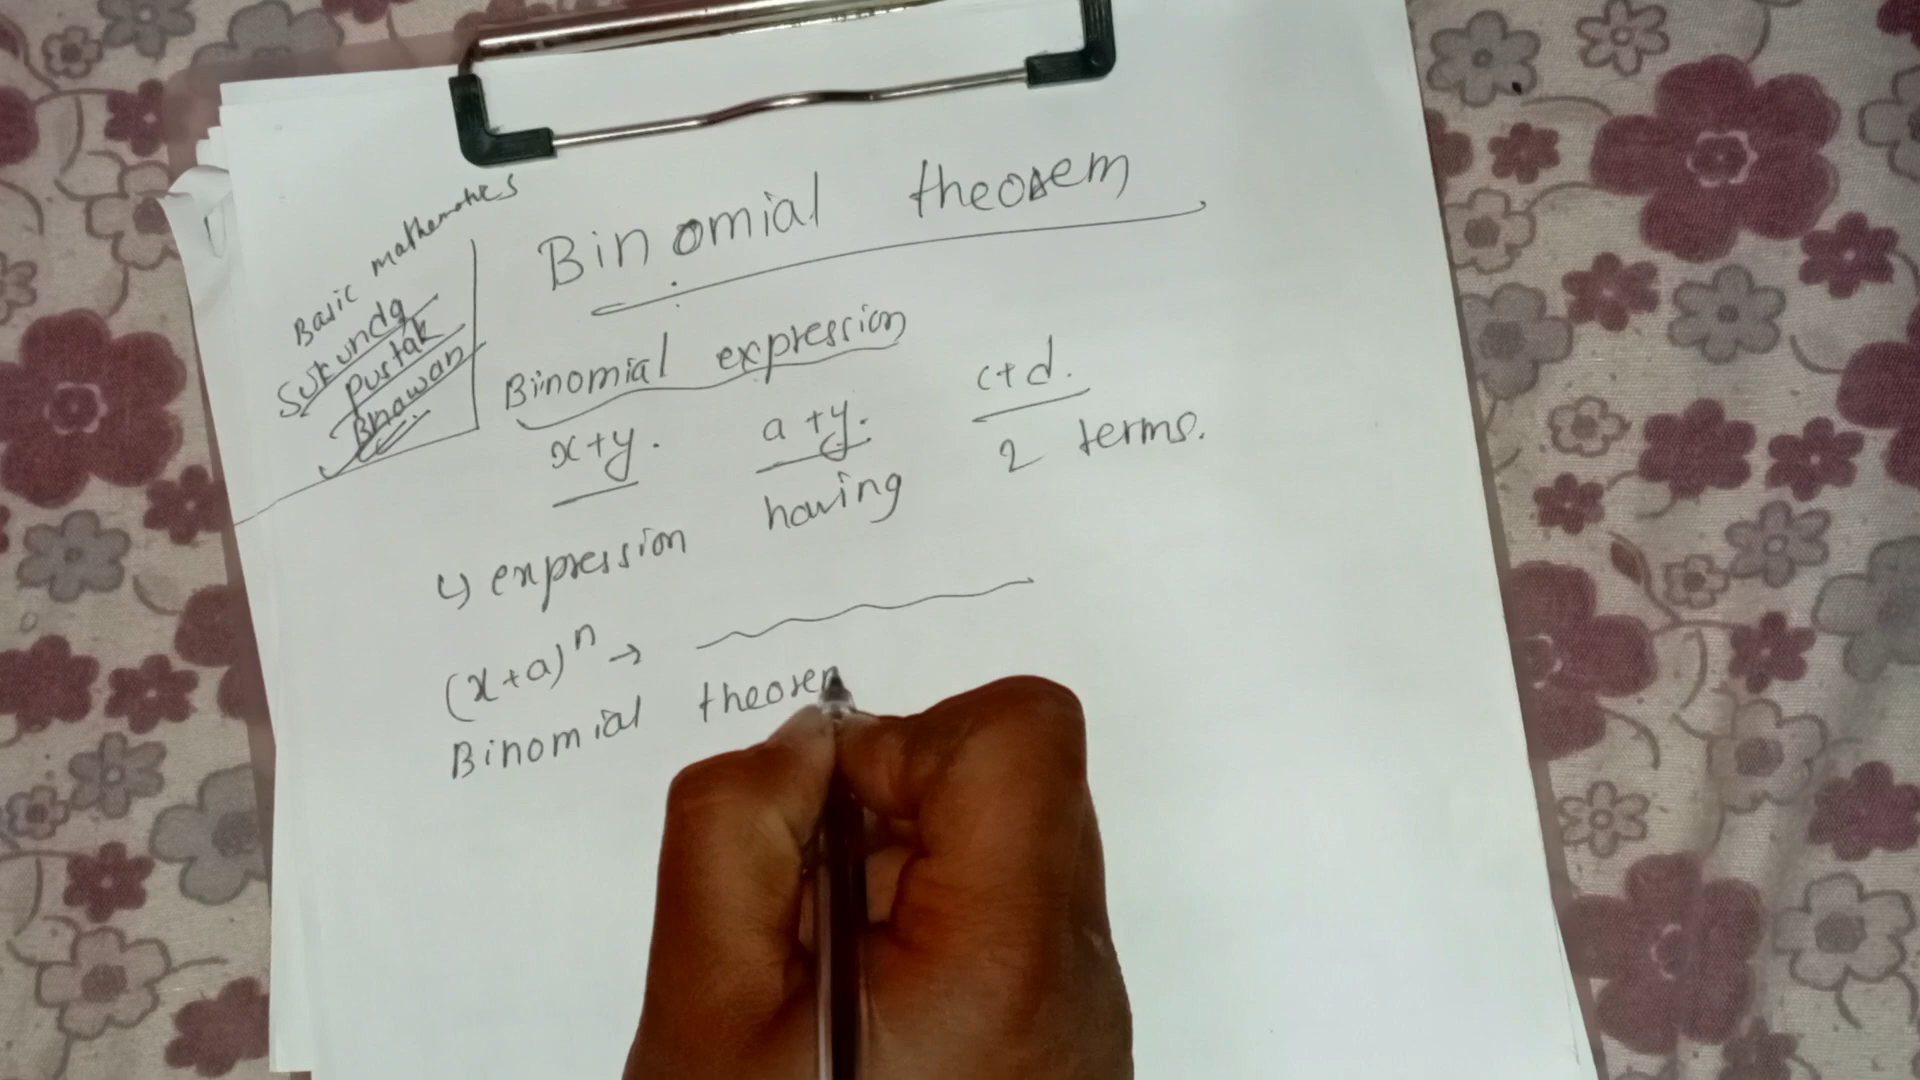 Basic mathematics
Sukunda
Pustak
Bhawan
Binomial theorem
Binomial expression
x+y. a+y. c+d.
↳ expression having 2 terms.
(x+a)^n →
Binomial theorem